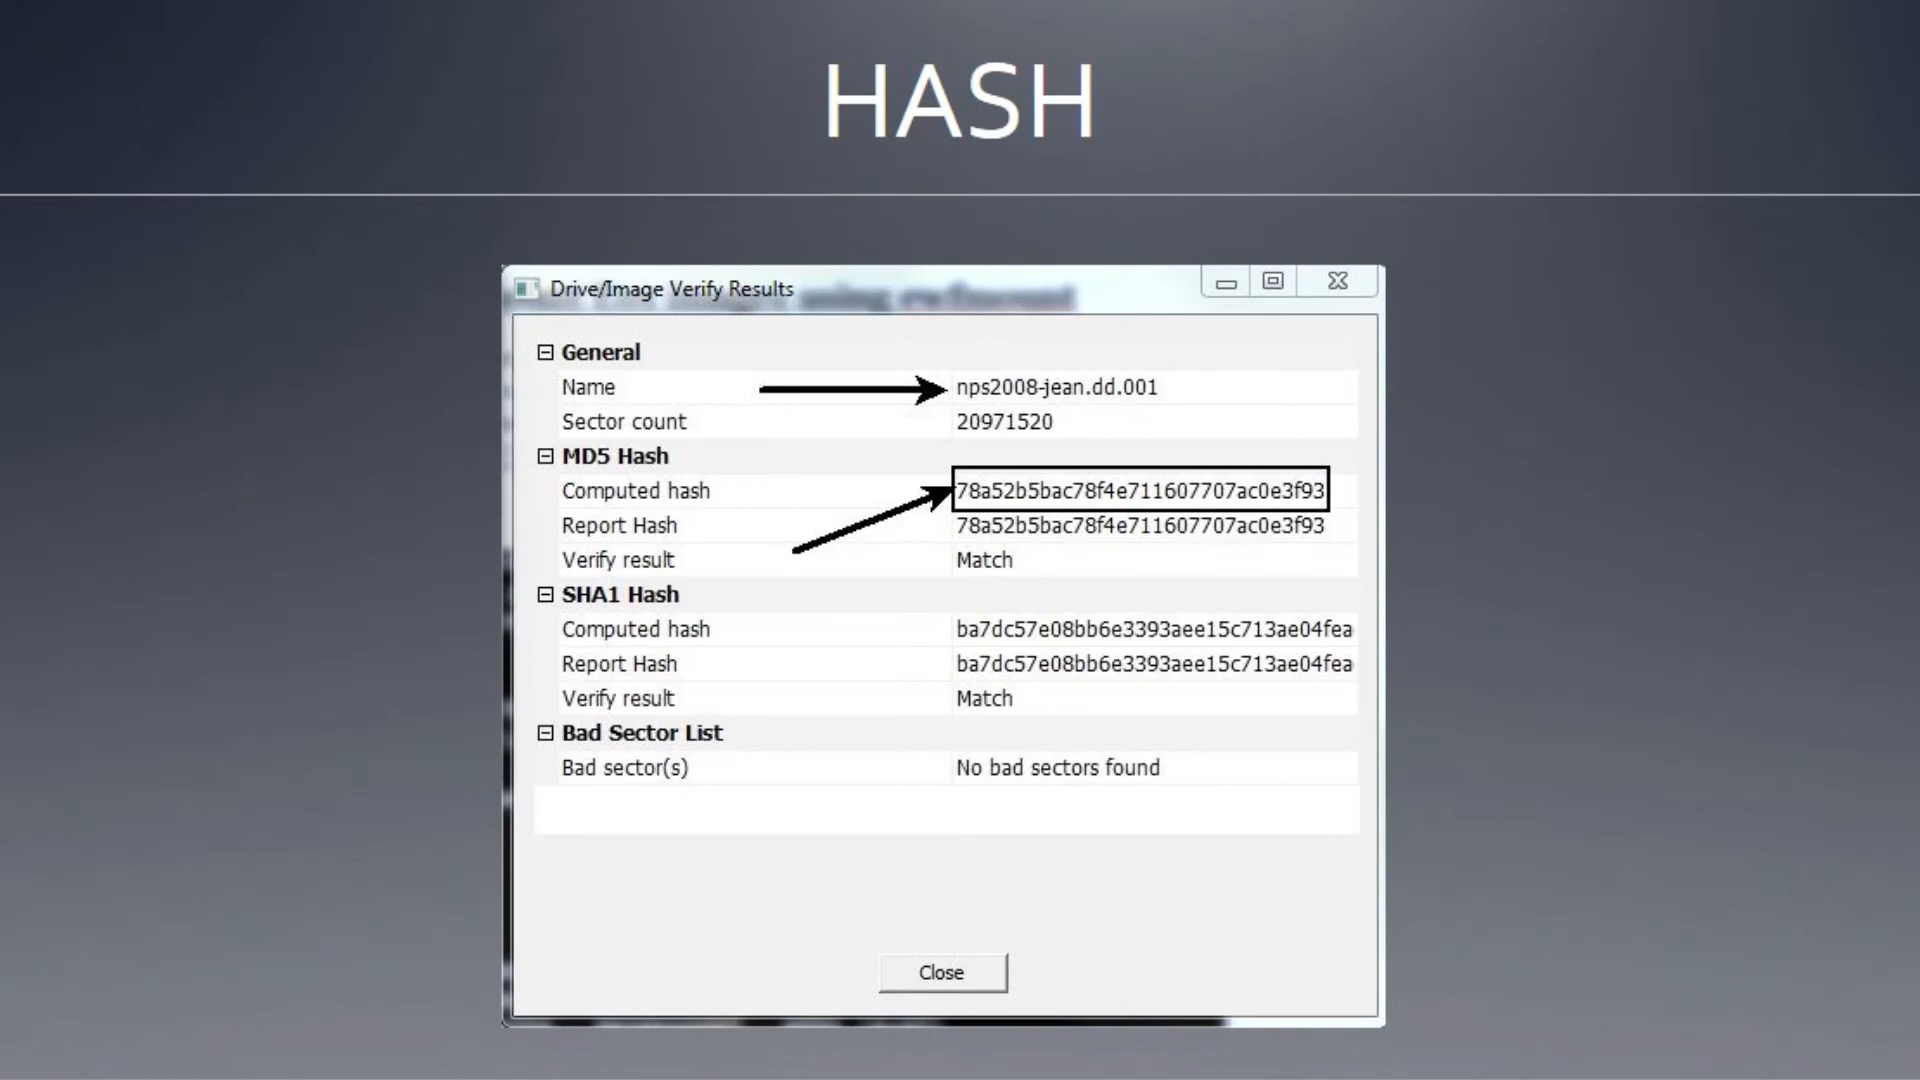 HASH
Drive/Image Verify Results
General
Name nps2008-jean.dd.001
Sector count 20971520
MD5 Hash
Computed hash 78a52b5bac78f4e711607707ac0e3f93
Report Hash 78a52b5bac78f4e711607707ac0e3f93
Verify result Match
SHA1 Hash
Computed hash ba7dc57e08bb6e3393aee15c713ae04fea
Report Hash ba7dc57e08bb6e3393aee15c713ae04fea
Verify result Match
Bad Sector List
Bad sector(s) No bad sectors found
Close